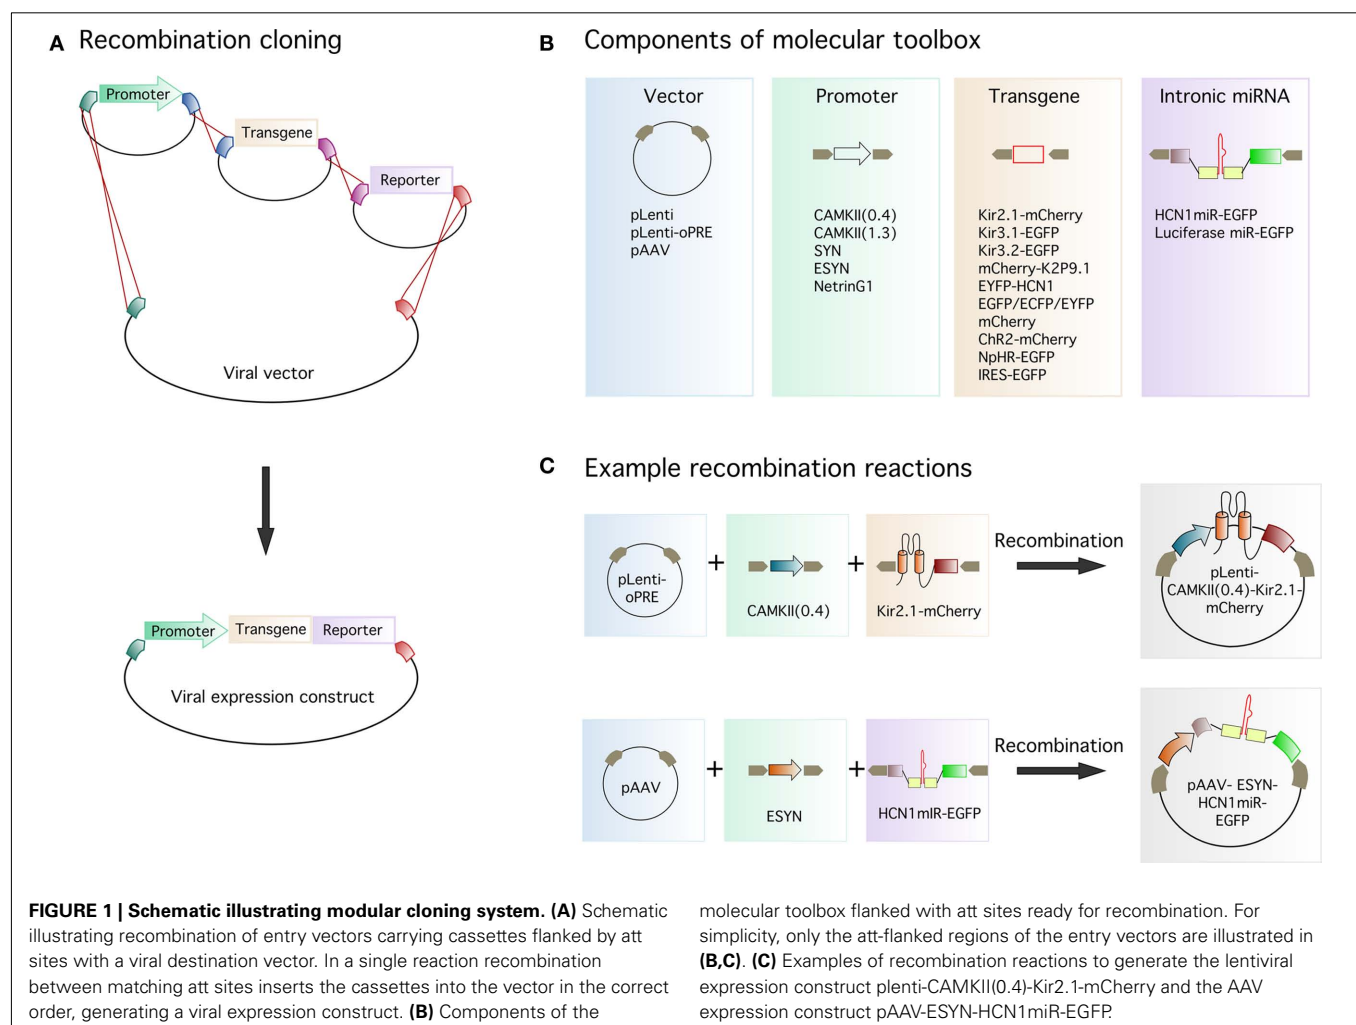 A Recombination cloning
Promoter
Transgene
Reporter
Viral vector
Promoter
Transgene
Reporter
Viral expression construct
B Components of molecular toolbox
Vector
pLenti
pLenti-oPRE
pAAV
Promoter
CAMKII(0.4)
CAMKII(1.3)
SYN
ESYN
NetrinG1
Transgene
Kir2.1-mCherry
Kir3.1-EGFP
Kir3.2-EGFP
mCherry-K2P9.1
EYFP-HCN1
EGFP/ECFP/EYFP
mCherry
ChR2-mCherry
NpHR-EGFP
IRES-EGFP
Intronic miRNA
HCN1miR-EGFP
Luciferase miR-EGFP
C Example recombination reactions
pLenti-
oPRE
+
CAMKII(0.4)
+
Kir2.1-mCherry
Recombination
pLenti-
CAMKII(0.4)-Kir2.1-
mCherry
pAAV
+
ESYN
+
HCN1mIR-EGFP
Recombination
pAAV- ESYN-
HCN1miR-
EGFP
FIGURE 1 | Schematic illustrating modular cloning system. (A) Schematic
illustrating recombination of entry vectors carrying cassettes flanked by att
sites with a viral destination vector. In a single reaction recombination
between matching att sites inserts the cassettes into the vector in the correct
order, generating a viral expression construct. (B) Components of the
molecular toolbox flanked with att sites ready for recombination. For
simplicity, only the att-flanked regions of the entry vectors are illustrated in
(B,C). (C) Examples of recombination reactions to generate the lentiviral
expression construct plenti-CAMKII(0.4)-Kir2.1-mCherry and the AAV
expression construct pAAV-ESYN-HCN1miR-EGFP.